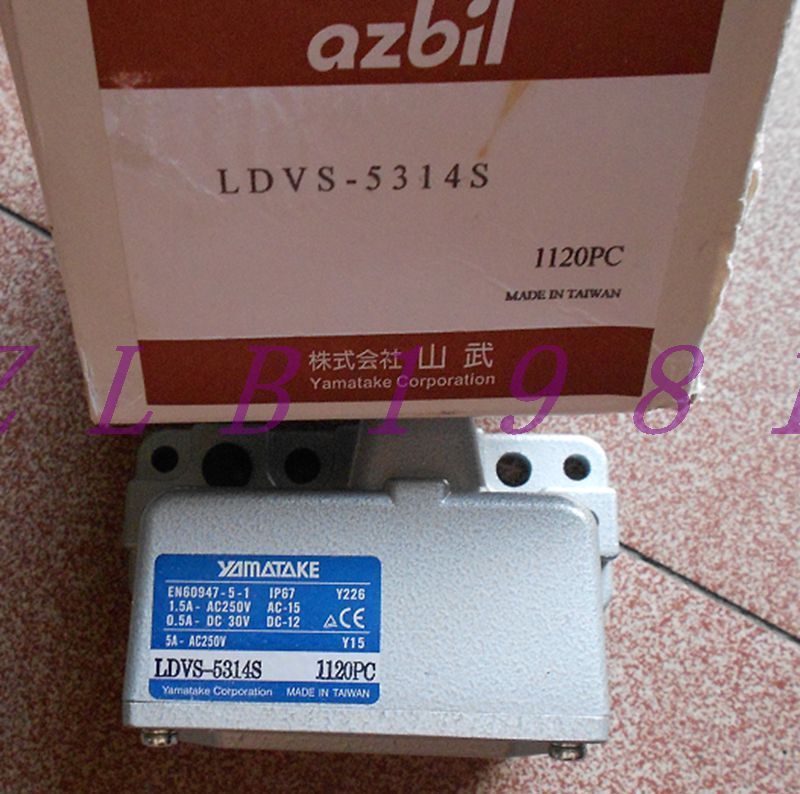 azbil
LDVS-5314S
1120PC
MADE IN TAIWAN
株式会社 山武
Yamatake Corporation
ZLB1981
YAMATAKE
EN60947-5-1 IP67 Y226
1.5A- AC250V AC-15
0.5A- DC 30V DC-12 CE
5A- AC250V Y15
LDVS-5314S 1120PC
Yamatake Corporation MADE IN TAIWAN